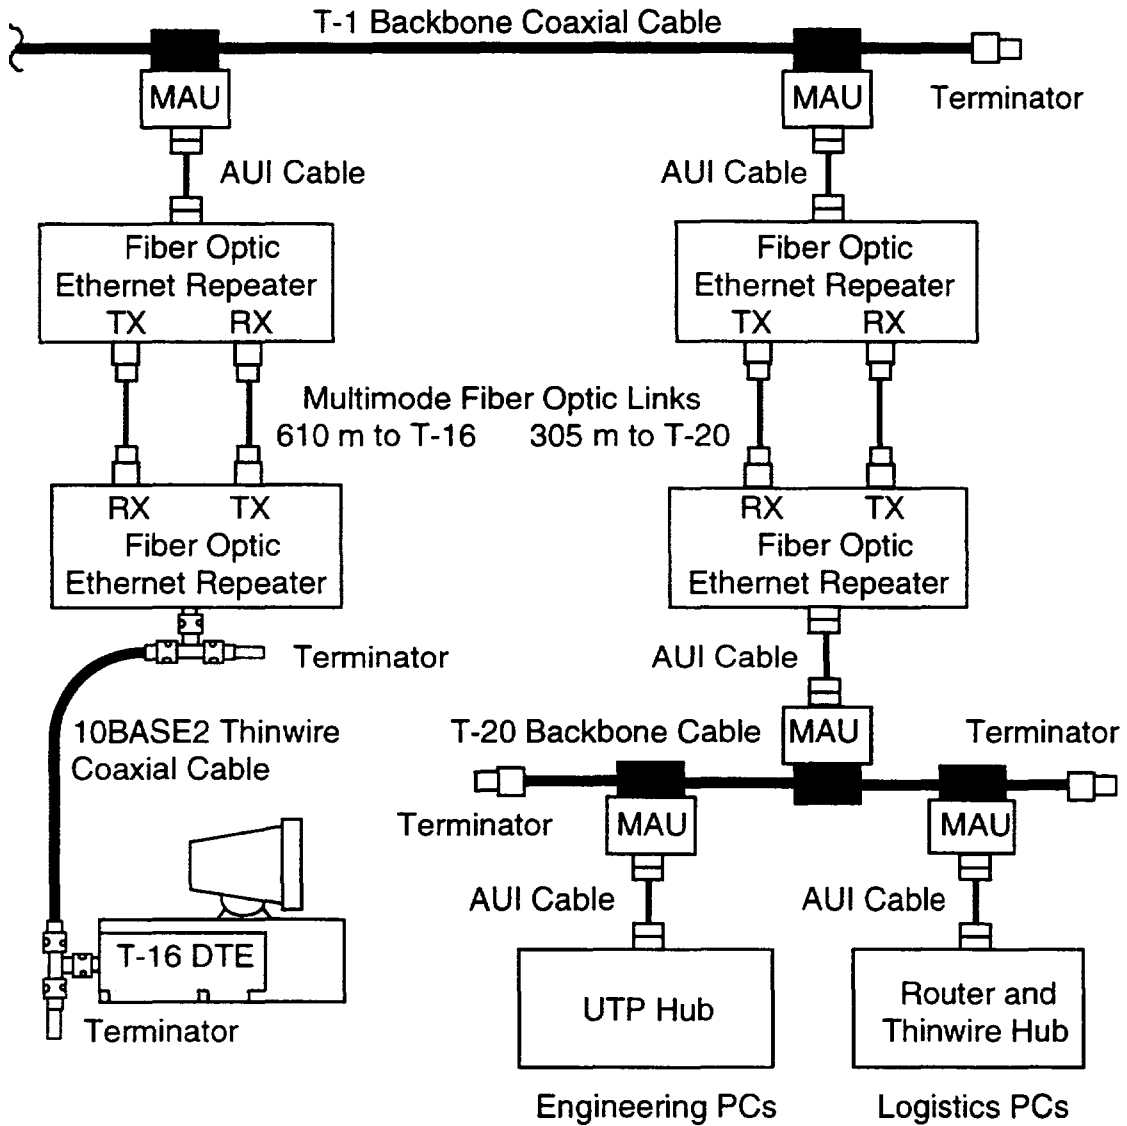 T-1 Backbone Coaxial Cable
MAU
MAU
Terminator
AUI Cable
AUI Cable
Fiber Optic
Ethernet Repeater
TX RX
Fiber Optic
Ethernet Repeater
TX RX
Multimode Fiber Optic Links
610 m to T-16 305 m to T-20
RX TX
Fiber Optic
Ethernet Repeater
RX TX
Fiber Optic
Ethernet Repeater
Terminator
AUI Cable
10BASE2 Thinwire
Coaxial Cable
T-20 Backbone Cable
MAU
Terminator
Terminator
MAU
MAU
AUI Cable
AUI Cable
T-16 DTE
Terminator
UTP Hub
Router and
Thinwire Hub
Engineering PCs
Logistics PCs